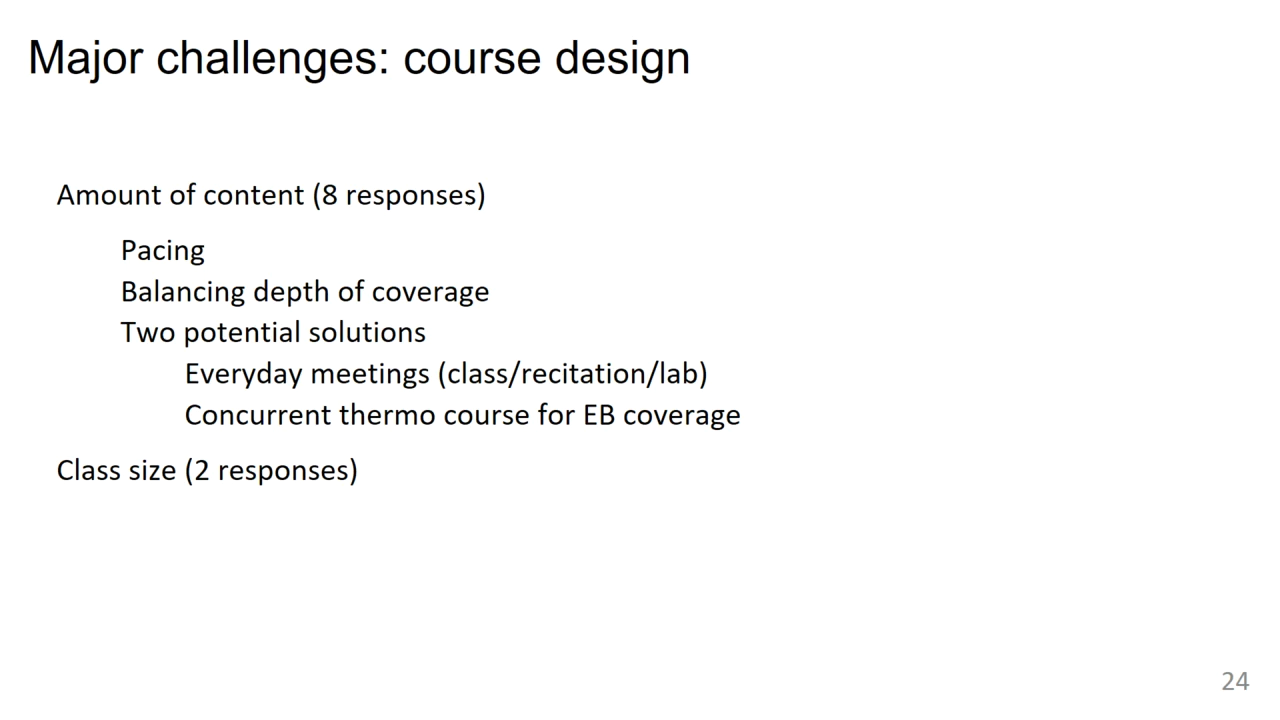 Major challenges: course design
Amount of content (8 responses)
Pacing
Balancing depth of coverage
Two potential solutions
Everyday meetings (class/recitation/lab)
Concurrent thermo course for EB coverage
Class size (2 responses)
24